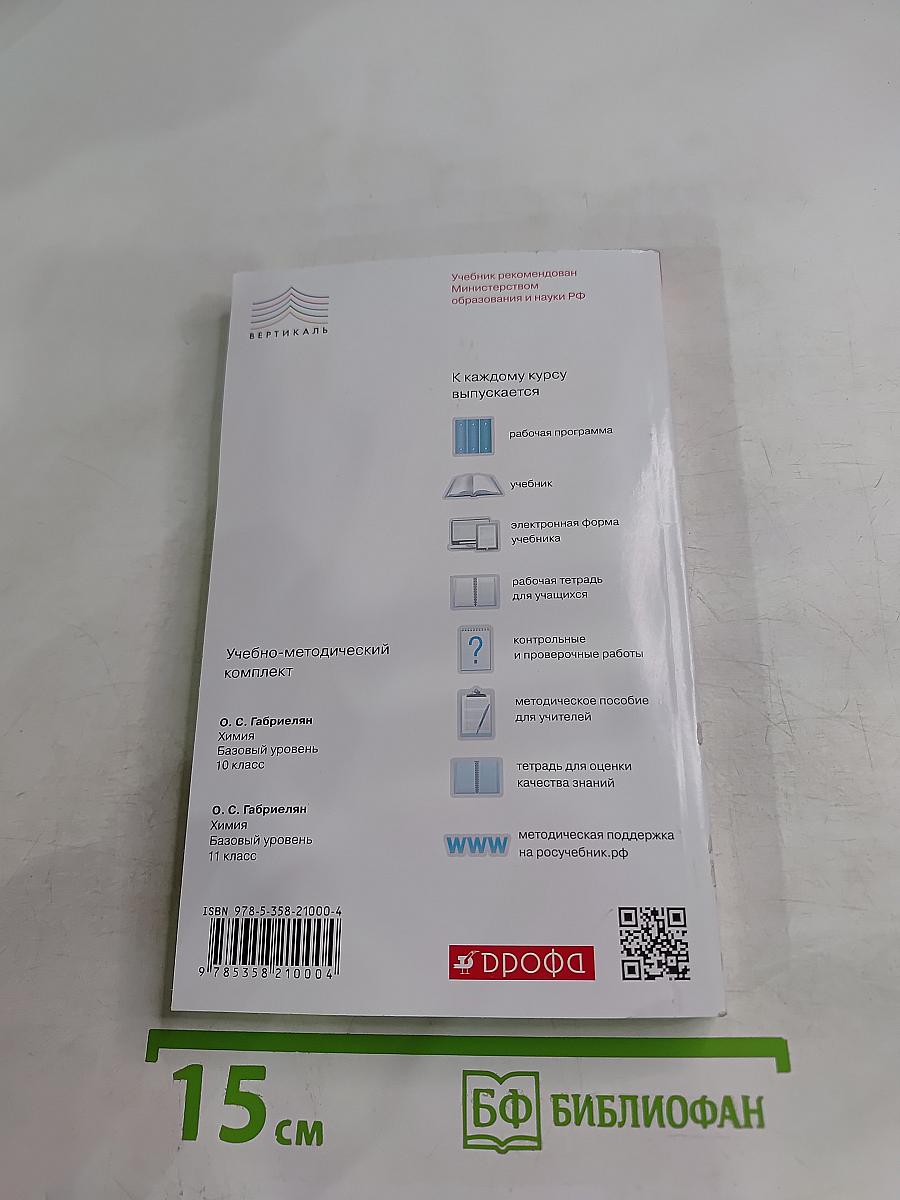 ВЕРТИКАЛЬ
Учебник рекомендован
Министерством
образования и науки РФ
К каждому курсу
выпускается
рабочая программа
учебник
электронная форма
учебника
рабочая тетрадь
для учащихся
?
контрольные
и проверочные работы
методическое пособие
для учителей
тетрадь для оценки
качества знаний
www
методическая поддержка
на росучебник.рф
Учебно-методический
комплект
О. С. Габриелян
Химия
Базовый уровень
10 класс
О. С. Габриелян
Химия
Базовый уровень
11 класс
ISBN 978-5-358-21000-4
9 785358 210004
ДРОФА
15 см
БФ БИБЛИОФАН